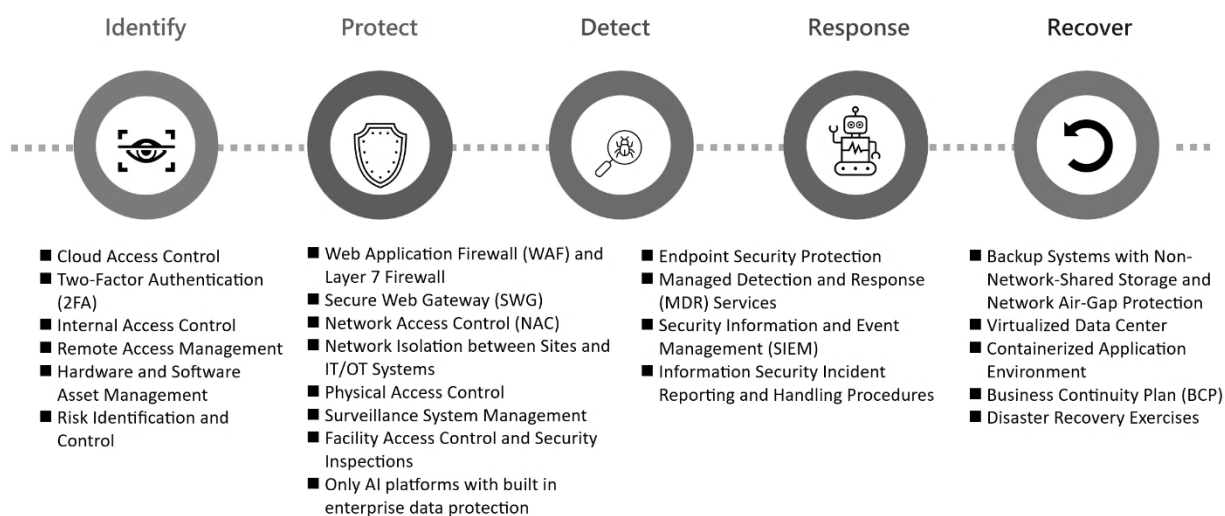 Identify
Protect
Detect
Response
Recover
■ Cloud Access Control
■ Two-Factor Authentication
(2FA)
■ Internal Access Control
■ Remote Access Management
■ Hardware and Software
Asset Management
■ Risk Identification and
Control
■ Web Application Firewall (WAF) and
Layer 7 Firewall
■ Secure Web Gateway (SWG)
■ Network Access Control (NAC)
■ Network Isolation between Sites and
IT/OT Systems
■ Physical Access Control
■ Surveillance System Management
■ Facility Access Control and Security
Inspections
■ Only AI platforms with built in
enterprise data protection
■ Endpoint Security Protection
■ Managed Detection and Response
(MDR) Services
■ Security Information and Event
Management (SIEM)
■ Information Security Incident
Reporting and Handling Procedures
■ Backup Systems with Non-
Network-Shared Storage and
Network Air-Gap Protection
■ Virtualized Data Center
■ Containerized Application
Environment
■ Business Continuity Plan (BCP)
■ Disaster Recovery Exercises